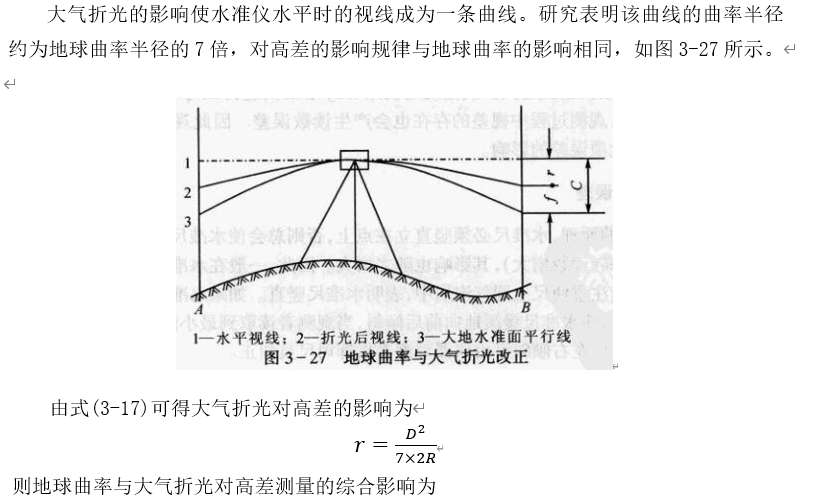 大气折光的影响使水准仪水平时的视线成为一条曲线。研究表明该曲线的曲率半径
约为地球曲率半径的 7 倍，对高差的影响规律与地球曲率的影响相同，如图 3-27 所示。
1
2
3
r
f
C
A
B
1—水平视线；2—折光后视线；3—大地水准面平行线
图 3-27 地球曲率与大气折光改正
由式(3-17)可得大气折光对高差的影响为
r = D²/(7×2R)
则地球曲率与大气折光对高差测量的综合影响为